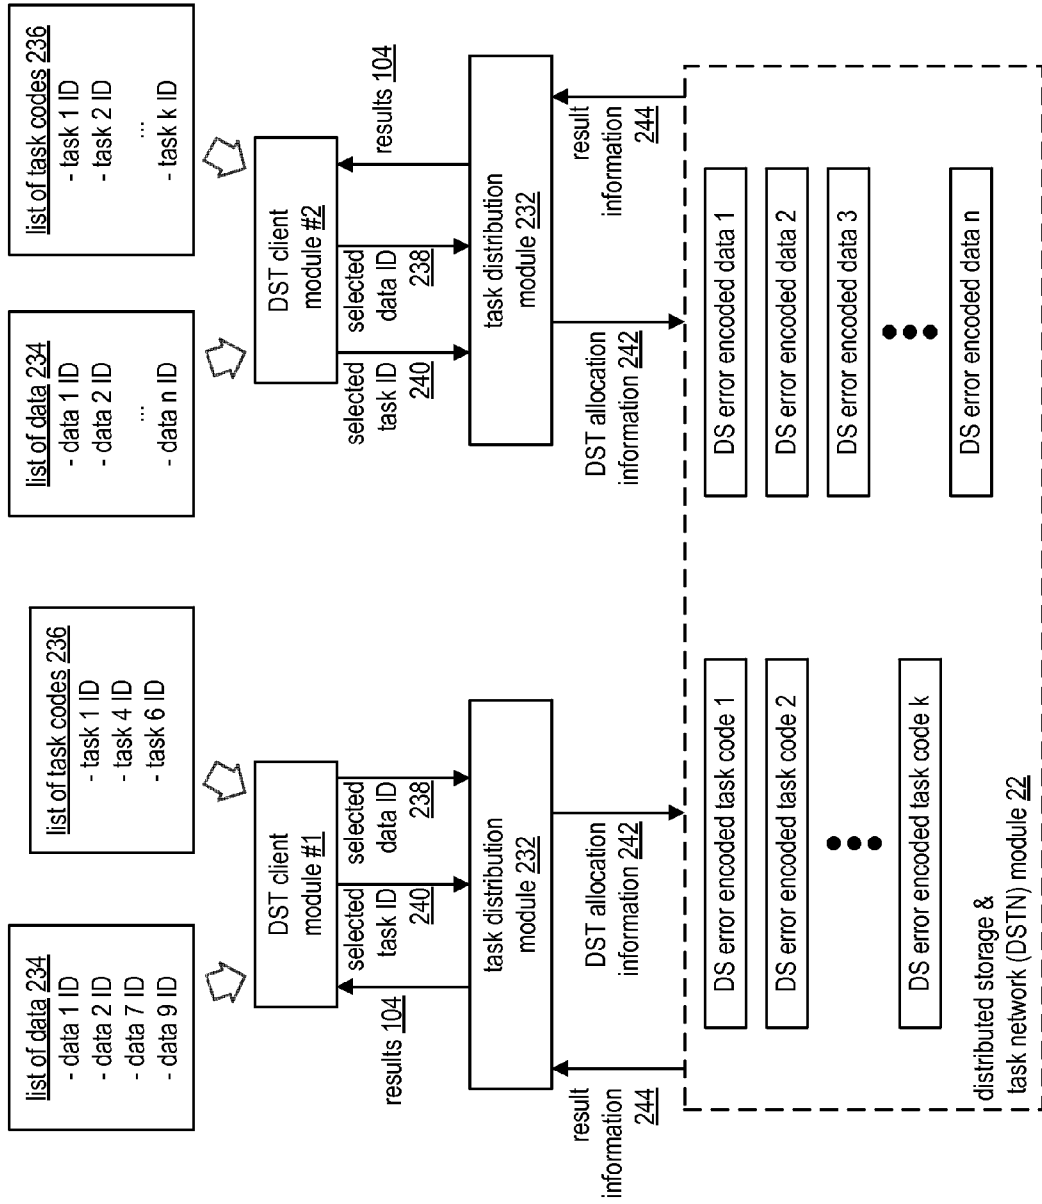 list of data 234
- data 1 ID
- data 2 ID
- data 7 ID
- data 9 ID
list of task codes 236
- task 1 ID
- task 4 ID
- task 6 ID
list of data 234
- data 1 ID
- data 2 ID
...
- data n ID
list of task codes 236
- task 1 ID
- task 2 ID
...
- task k ID
DST client
module #1
DST client
module #2
results 104
selected
task ID
240
selected
data ID
238
selected
task ID
240
selected
data ID
238
results 104
task distribution
module 232
task distribution
module 232
result
information
244
DST allocation
information 242
DST allocation
information 242
result
information
244
DS error encoded task code 1
DS error encoded task code 2
DS error encoded task code k
DS error encoded data 1
DS error encoded data 2
DS error encoded data 3
DS error encoded data n
distributed storage &
task network (DSTN) module 22